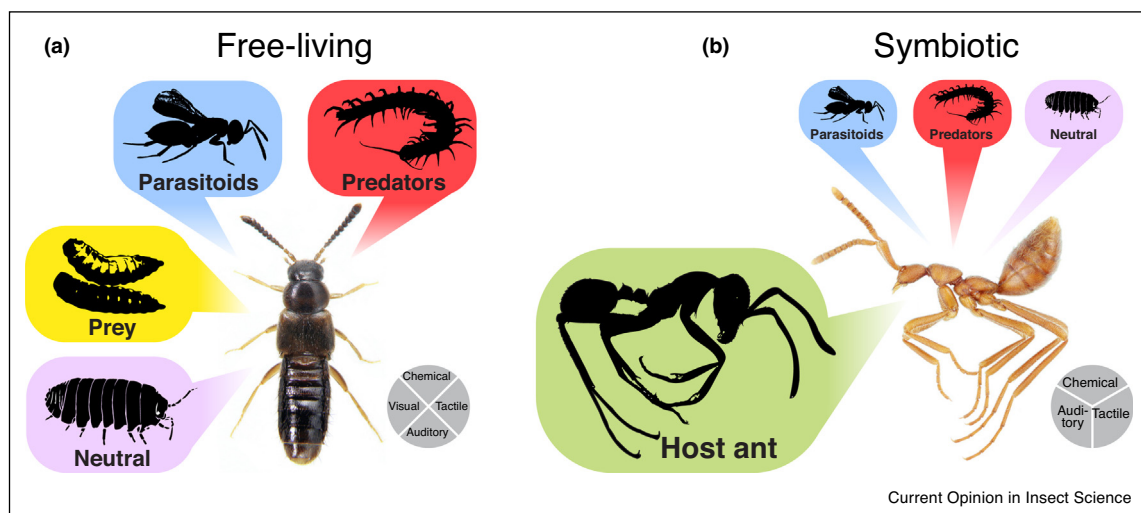 (a)
Free-living
Parasitoids
Predators
Prey
Neutral
Chemical
Visual
Tactile
Auditory
(b)
Symbiotic
Parasitoids
Predators
Neutral
Host ant
Chemical
Audi-
tory
Tactile
Current Opinion in Insect Science